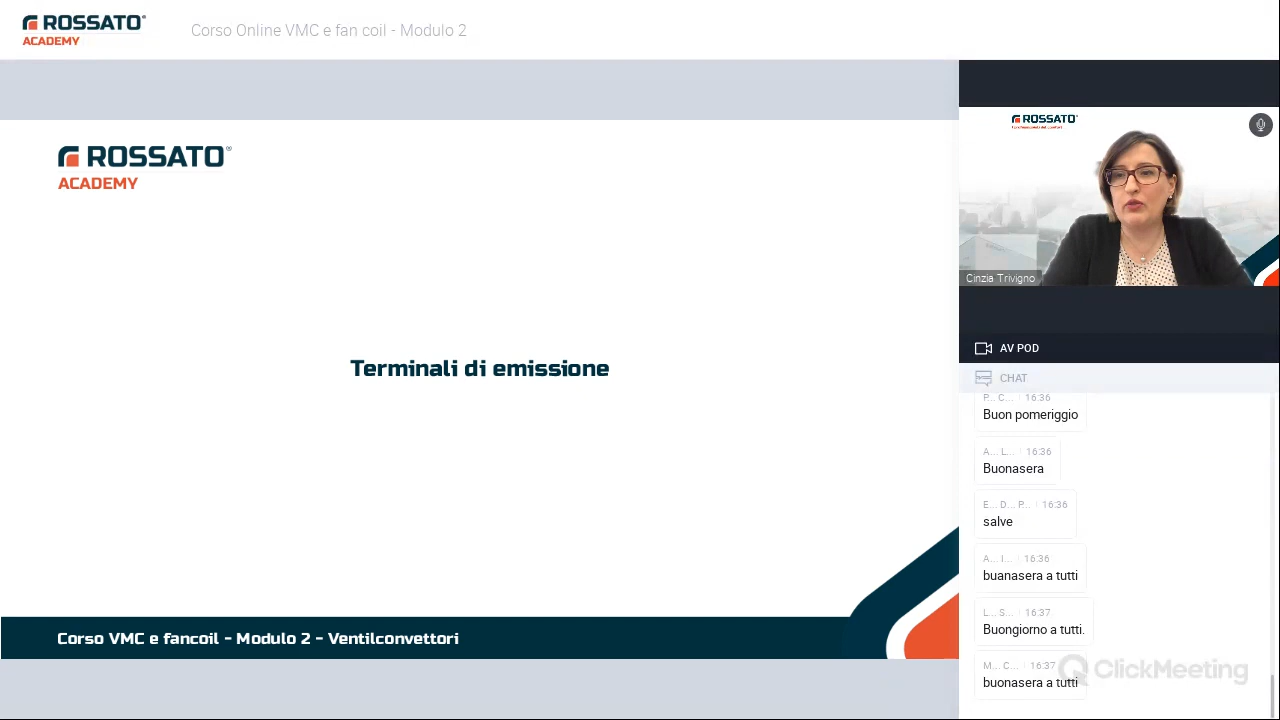 ROSSATO®
ACADEMY
Corso Online VMC e fan coil - Modulo 2
ROSSATO®
ACADEMY
Terminali di emissione
Corso VMC e fancoil - Modulo 2 - Ventilconvettori
ROSSATO
Cinzia Trivigno
AV POD
CHAT
P... C... 16:36
Buon pomeriggio
A... L... 16:36
Buonasera
E... D... P... 16:36
salve
A... I... 16:36
buanasera a tutti
L... S... 16:37
Buongiorno a tutti.
M... C... 16:37
buonasera a tutti
ClickMeeting